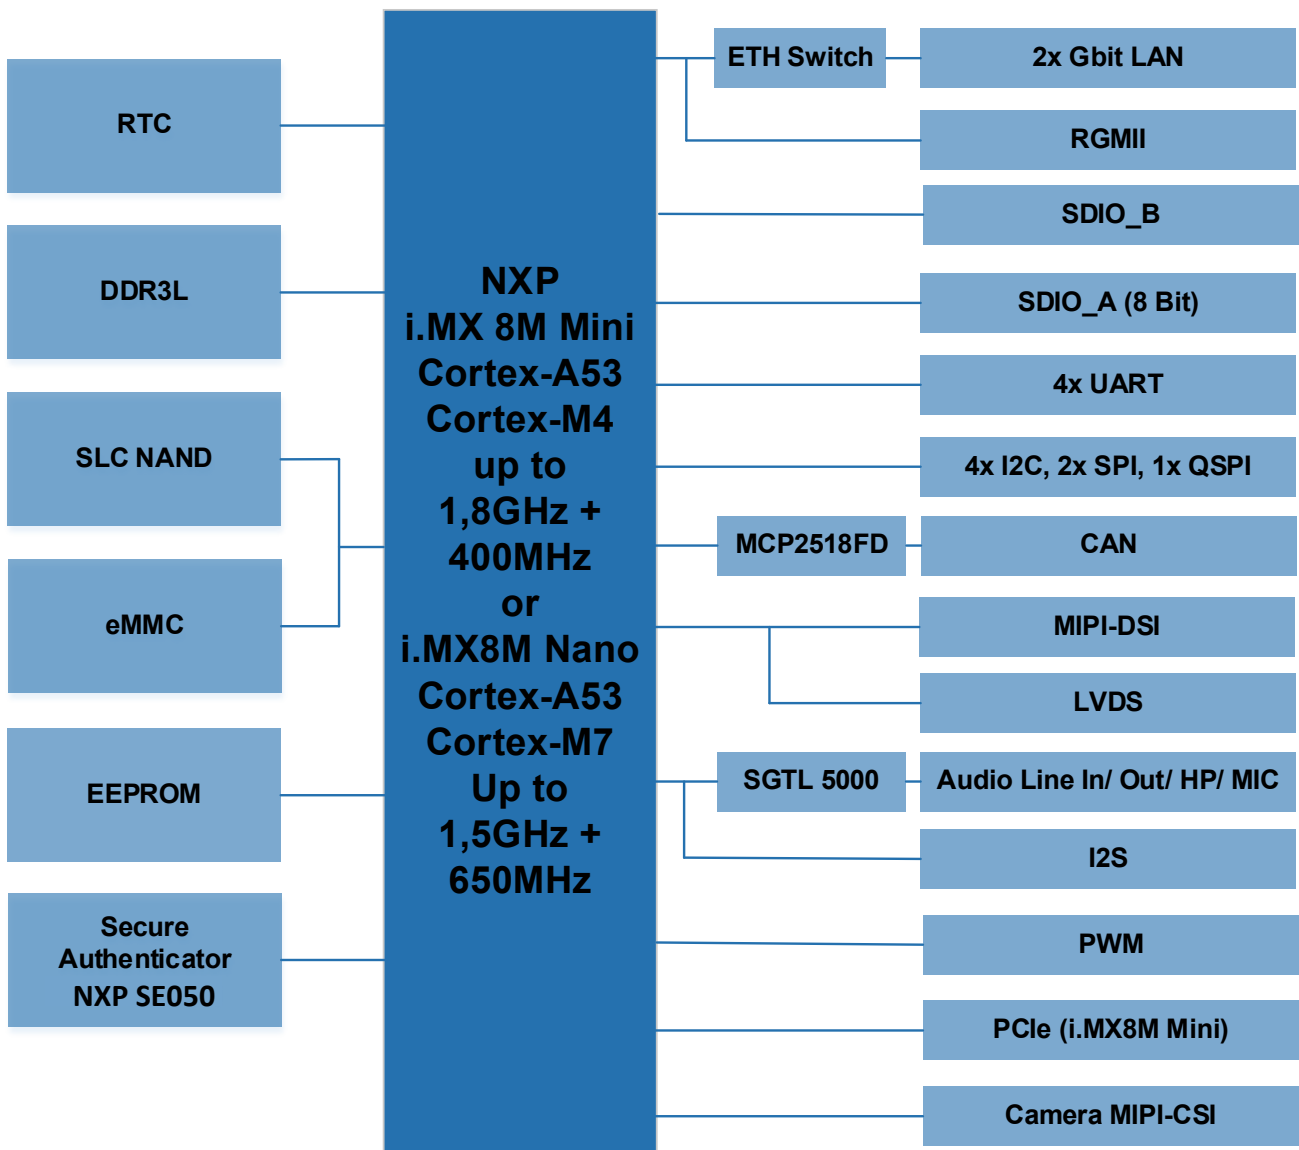 RTC
DDR3L
SLC NAND
eMMC
EEPROM
Secure
Authenticator
NXP SE050
NXP
i.MX 8M Mini
Cortex-A53
Cortex-M4
up to
1,8GHz +
400MHz
or
i.MX8M Nano
Cortex-A53
Cortex-M7
Up to
1,5GHz +
650MHz
ETH Switch
2x Gbit LAN
RGMII
SDIO_B
SDIO_A (8 Bit)
4x UART
4x I2C, 2x SPI, 1x QSPI
MCP2518FD
CAN
MIPI-DSI
LVDS
SGTL 5000
Audio Line In/ Out/ HP/ MIC
I2S
PWM
PCIe (i.MX8M Mini)
Camera MIPI-CSI